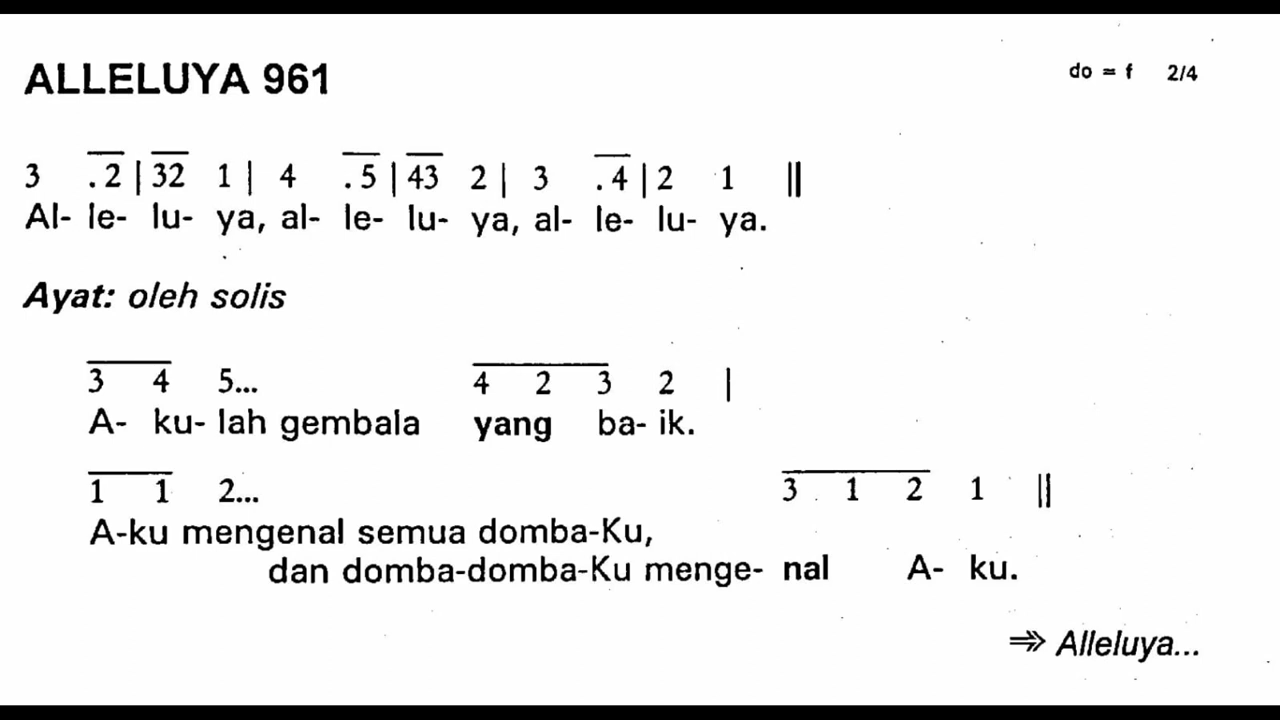 ALLELUYA 961 do = f 2/4
3 .2 | 32 1 | 4 .5 | 43 2 | 3 .4 | 2 1 ||
Al- le- lu- ya, al- le- lu- ya, al- le- lu- ya.
Ayat: oleh solis
3 4 5... 4 2 3 2 |
A- ku- lah gembala yang ba- ik.
1 1 2... 3 1 2 1 ||
A-ku mengenal semua domba-Ku,
dan domba-domba-Ku menge- nal A- ku.
⇒ Alleluya...